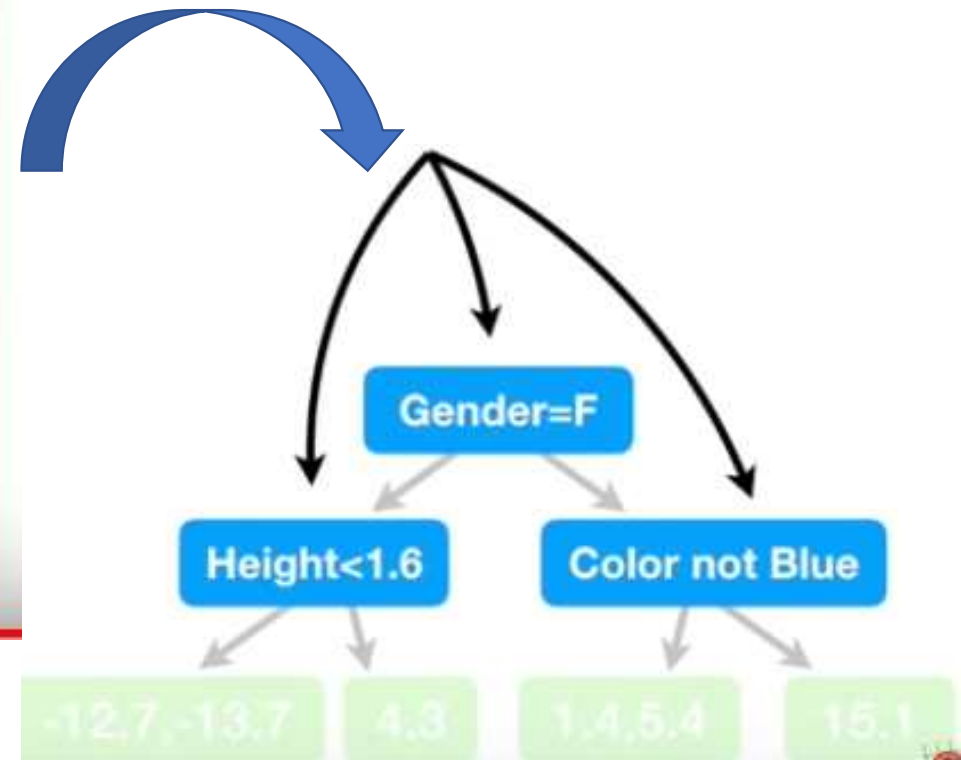 Gender=F
Height<1.6
Color not Blue
-12.7,-13.7
4.3
1.4,5.4
15.1